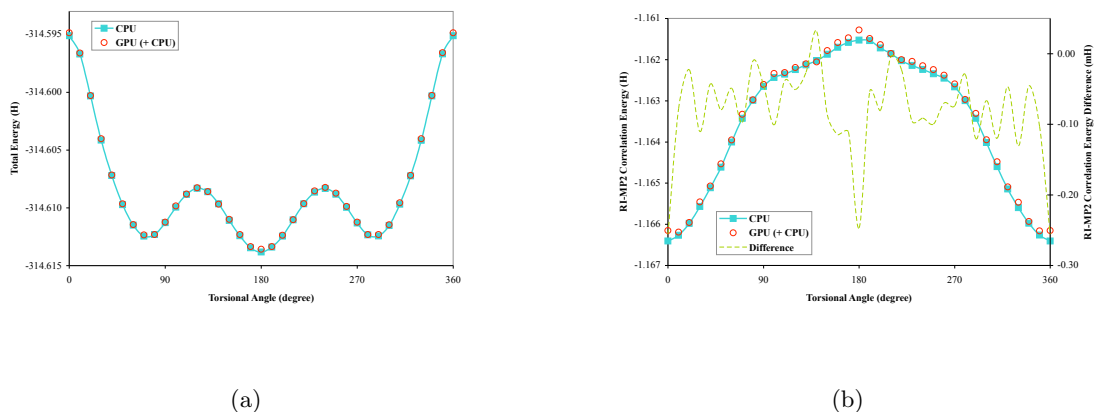 -314.595
-314.600
-314.605
-314.610
-314.615
Total Energy (H)
CPU
GPU (+ CPU)
0
90
180
270
360
Torsional Angle (degree)
(a)
-1.161
-1.162
-1.163
-1.164
-1.165
-1.166
-1.167
RI-MP2 Correlation Energy (H)
CPU
GPU (+ CPU)
Difference
0.00
-0.10
-0.20
-0.30
RI-MP2 Correlation Energy Difference (mH)
0
90
180
270
360
Torsional Angle (degree)
(b)